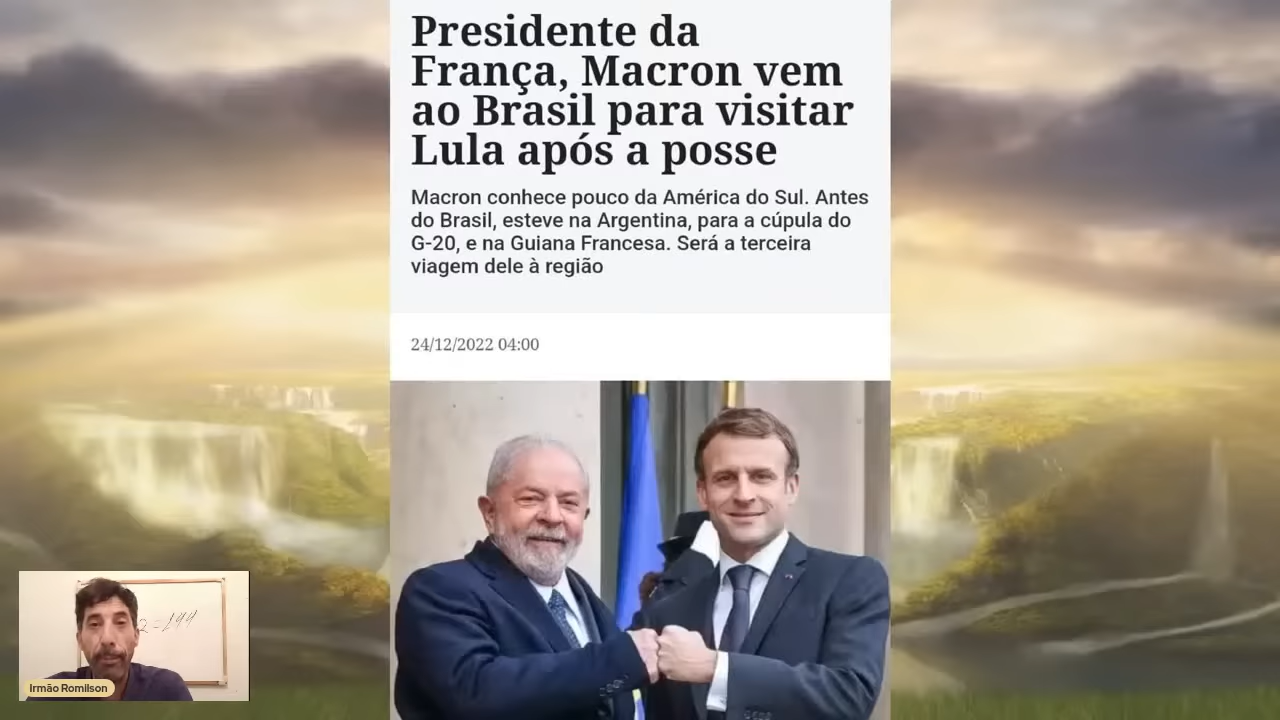 Presidente da
França, Macron vem
ao Brasil para visitar
Lula após a posse
Macron conhece pouco da América do Sul. Antes
do Brasil, esteve na Argentina, para a cúpula do
G-20, e na Guiana Francesa. Será a terceira
viagem dele à região
24/12/2022 04:00
2=144
Irmão Romilson